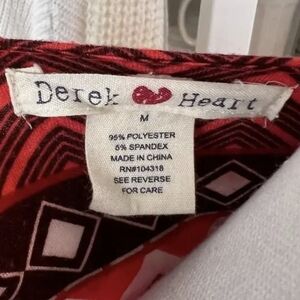 Derek Heart
M
95% POLYESTER
5% SPANDEX
MADE IN CHINA
RN#104318
SEE REVERSE
FOR CARE